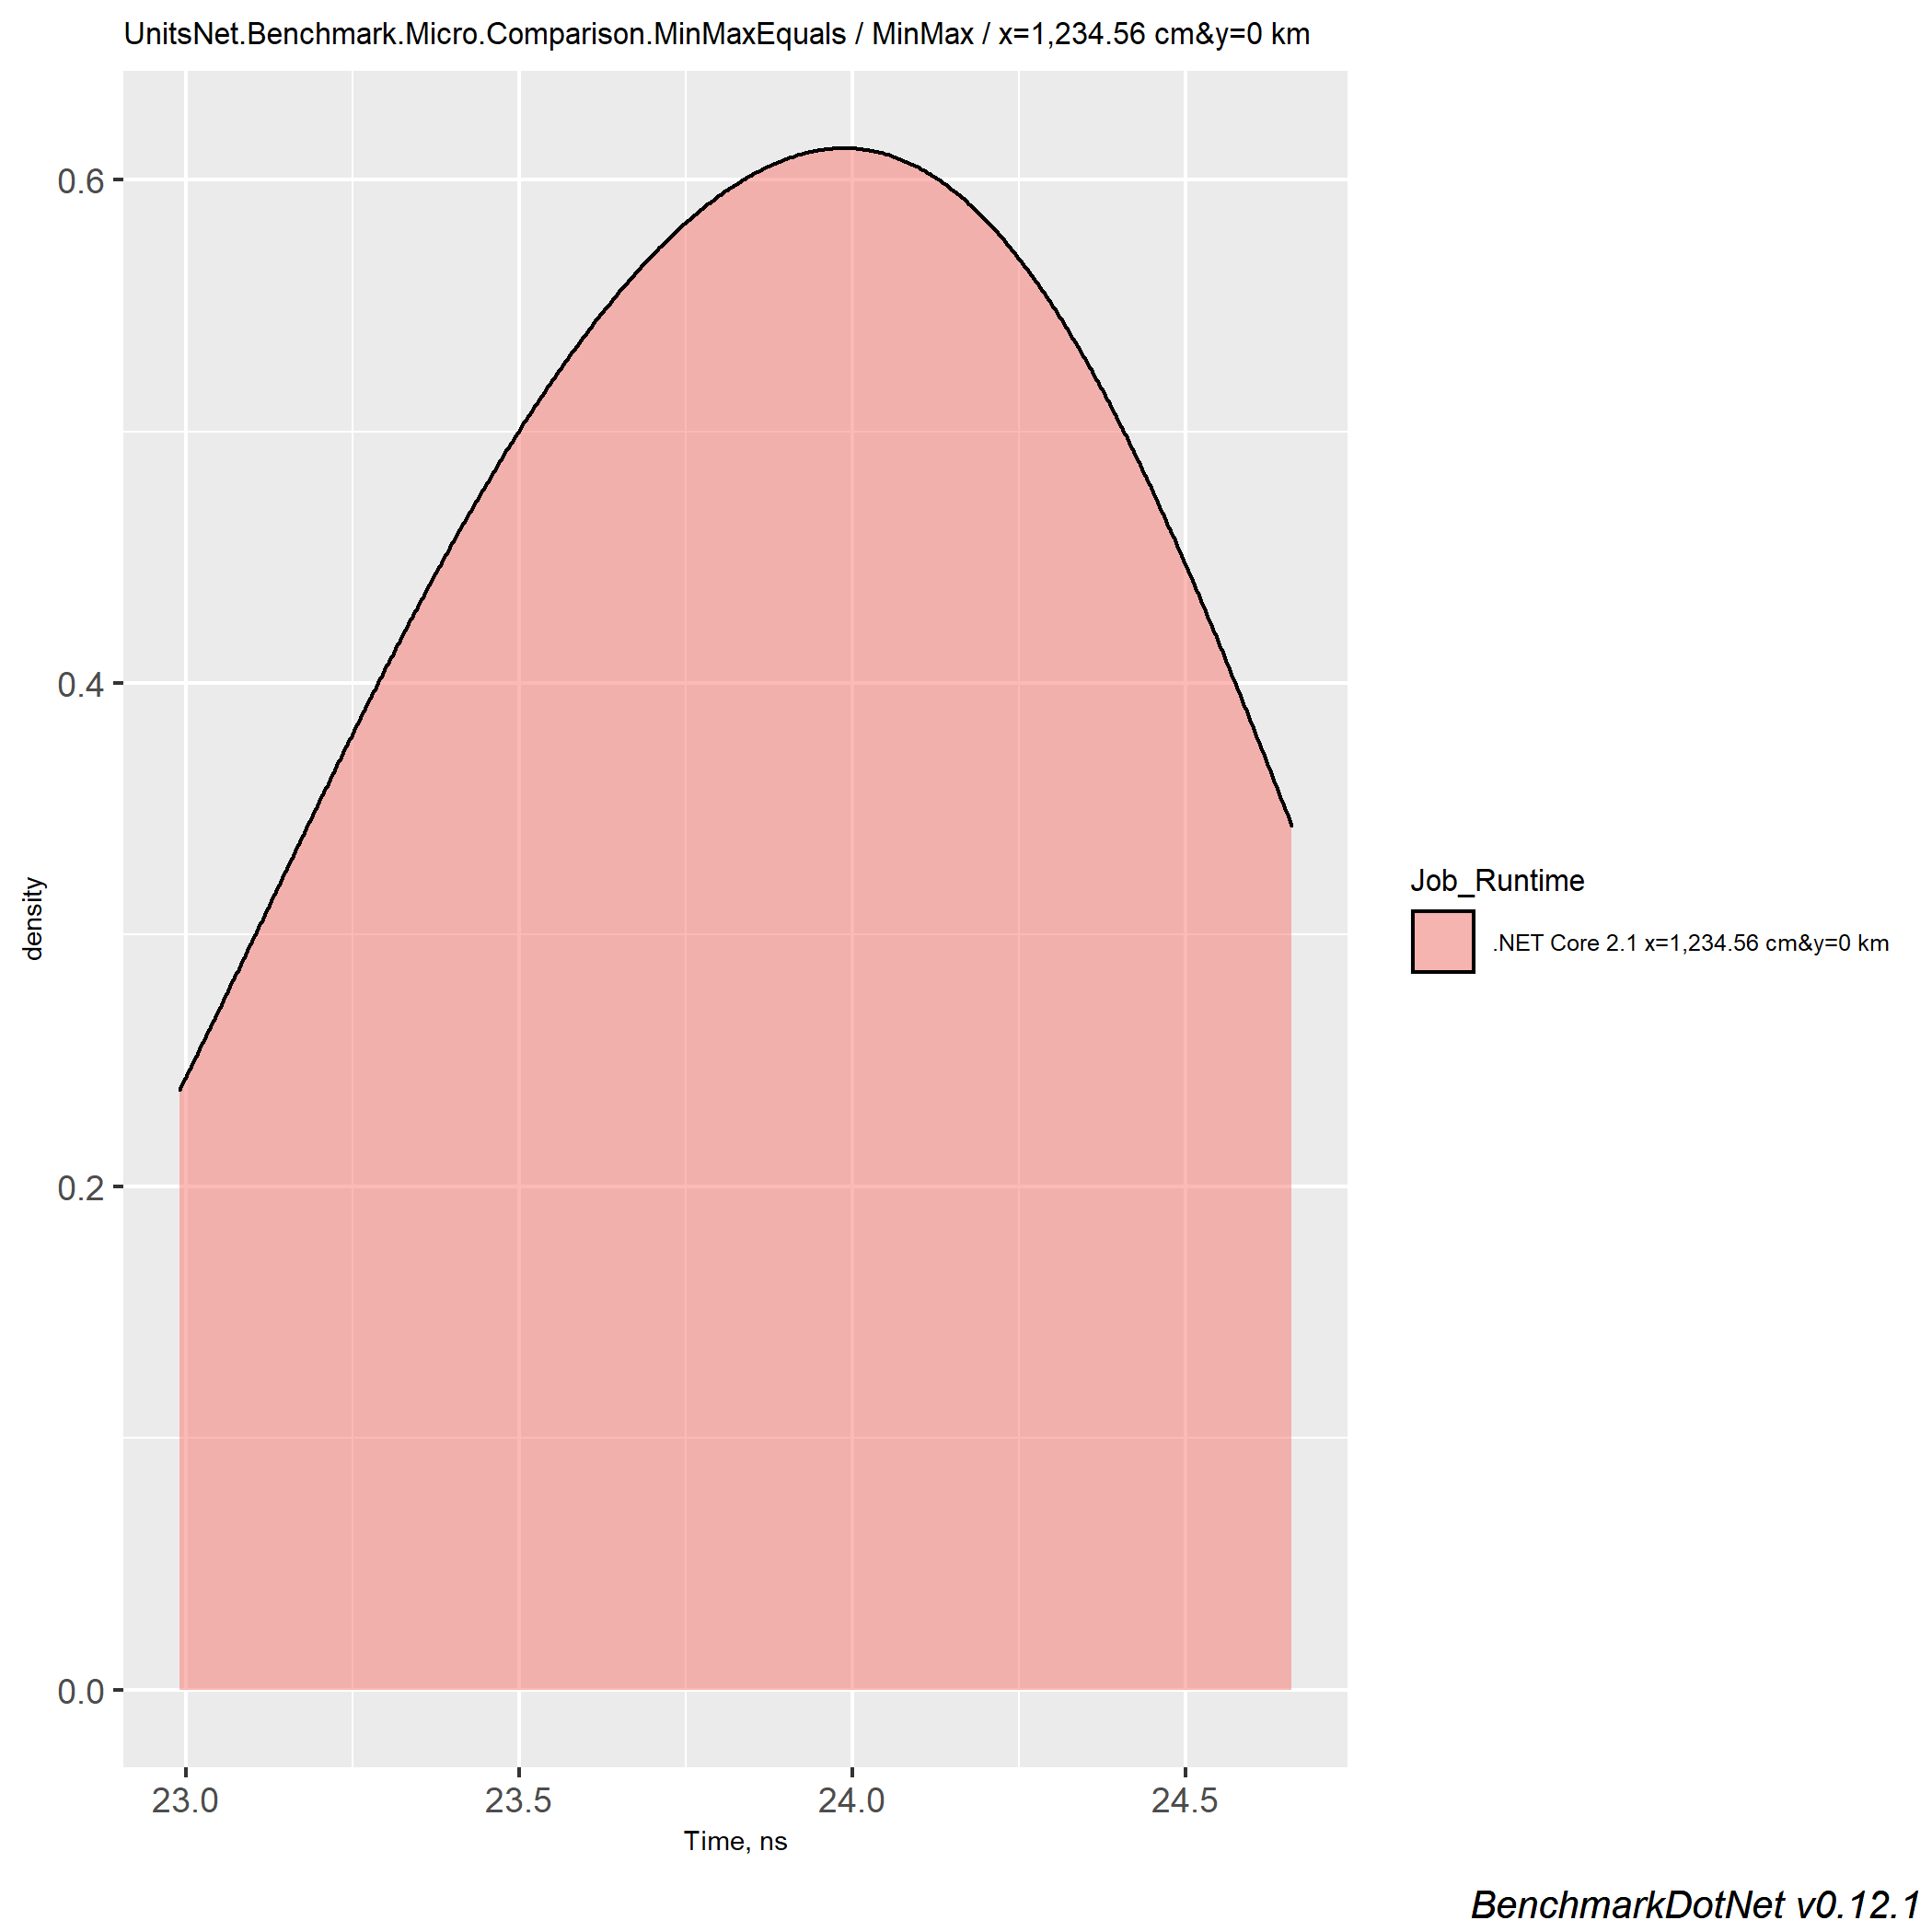 UnitsNet.Benchmark.Micro.Comparison.MinMaxEquals / MinMax / x=1,234.56 cm&y=0 km
0.6
0.4
0.2
0.0
density
23.0 23.5 24.0 24.5
Time, ns
Job_Runtime
.NET Core 2.1 x=1,234.56 cm&y=0 km
BenchmarkDotNet v0.12.1